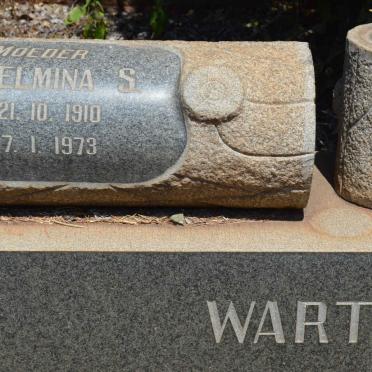 MOEDER
ELMINA S.
21. 10. 1910
7. 1. 1973
WART